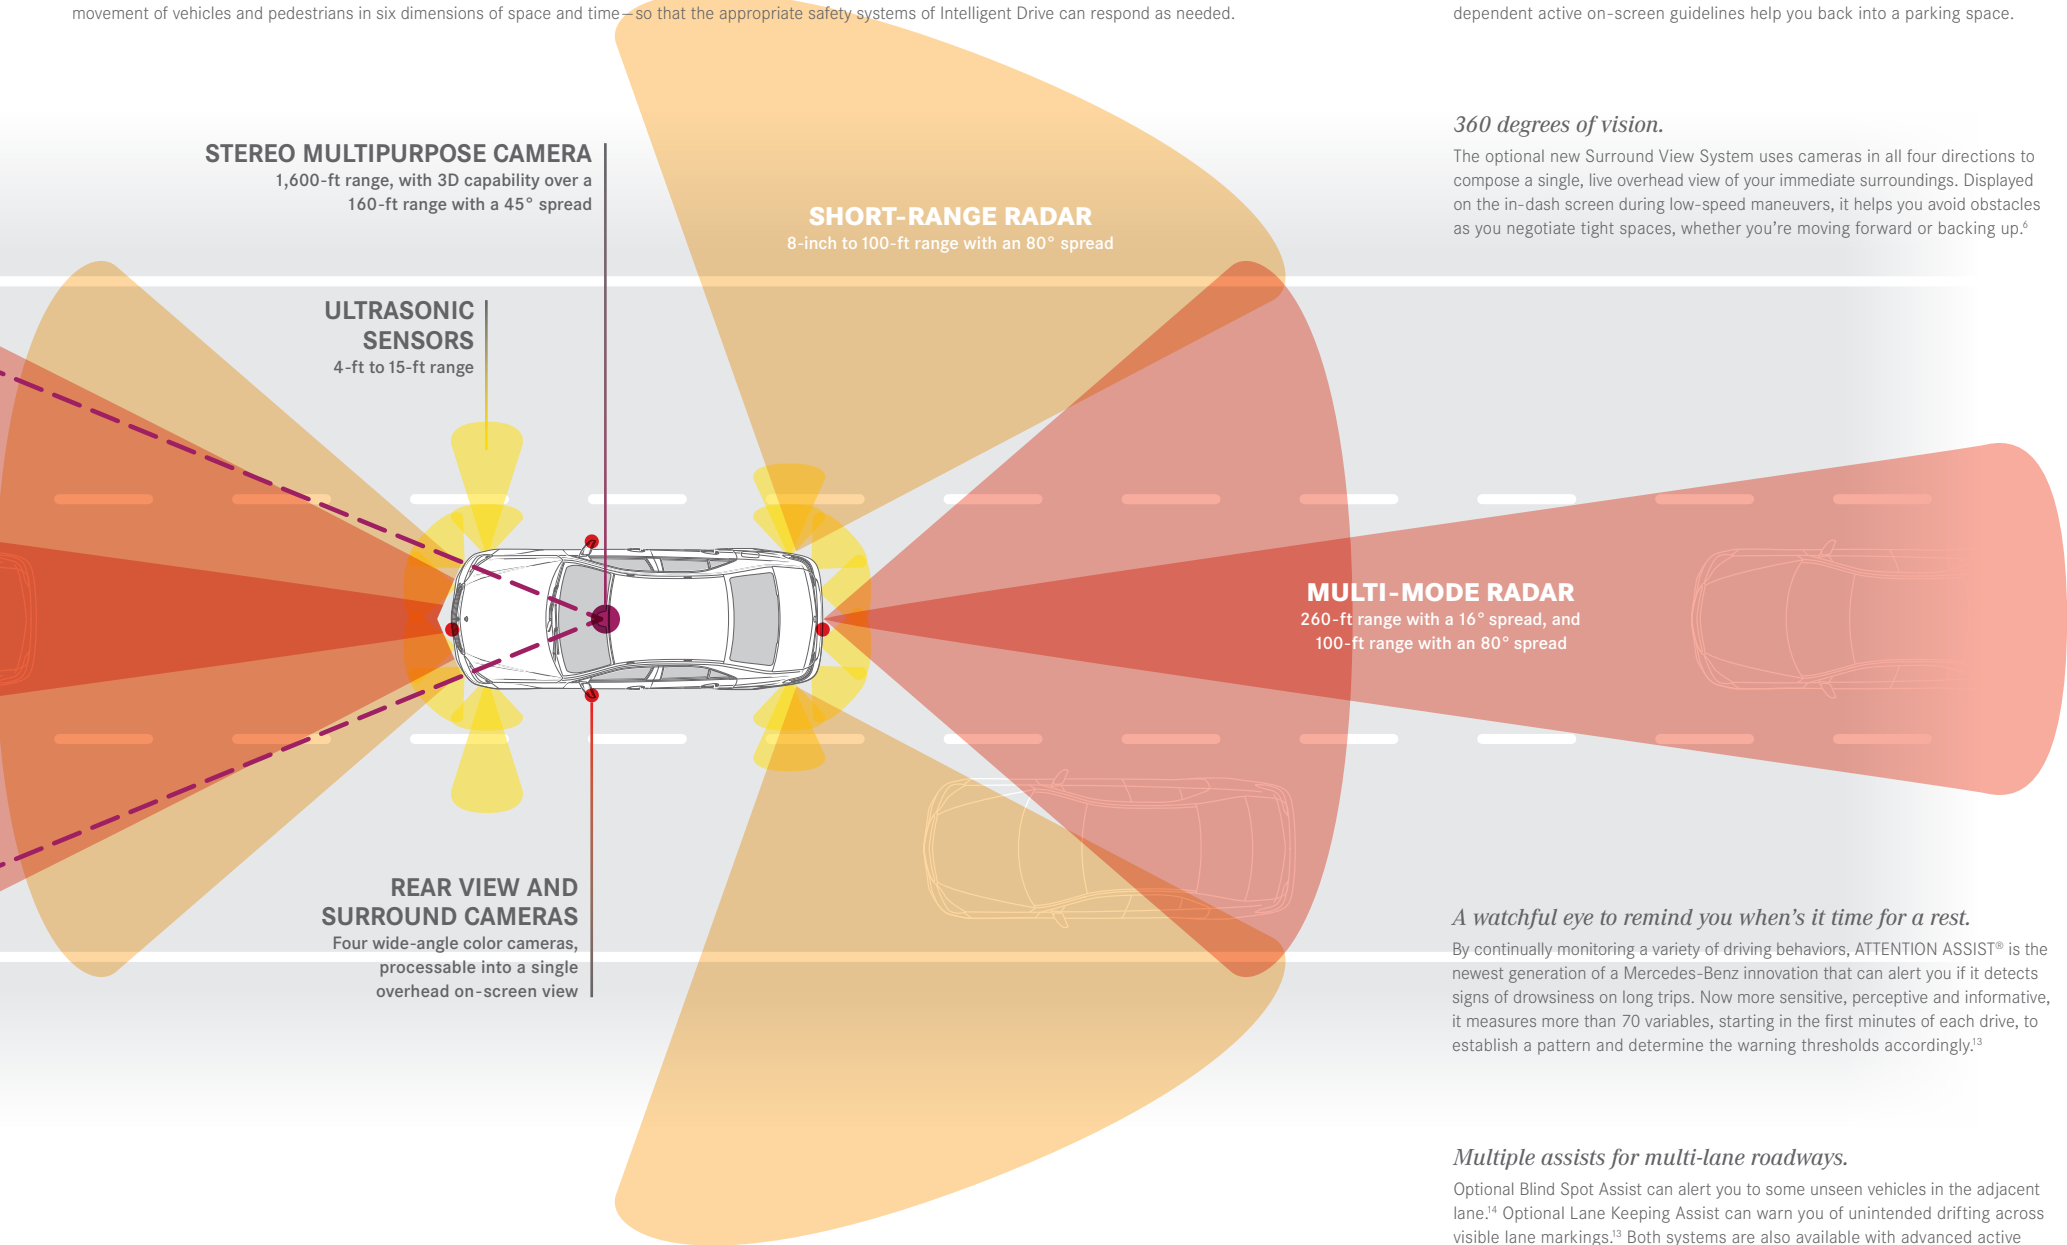 movement of vehicles and pedestrians in six dimensions of space and time—so that the appropriate safety systems of Intelligent Drive can respond as needed.
STEREO MULTIPURPOSE CAMERA
1,600-ft range, with 3D capability over a
160-ft range with a 45° spread
SHORT-RANGE RADAR
8-inch to 100-ft range with an 80° spread
ULTRASONIC
SENSORS
4-ft to 15-ft range
MULTI-MODE RADAR
260-ft range with a 16° spread, and
100-ft range with an 80° spread
REAR VIEW AND
SURROUND CAMERAS
Four wide-angle color cameras,
processable into a single
overhead on-screen view
dependent active on-screen guidelines help you back into a parking space.
360 degrees of vision.
The optional new Surround View System uses cameras in all four directions to
compose a single, live overhead view of your immediate surroundings. Displayed
on the in-dash screen during low-speed maneuvers, it helps you avoid obstacles
as you negotiate tight spaces, whether you're moving forward or backing up.⁶
A watchful eye to remind you when's it time for a rest.
By continually monitoring a variety of driving behaviors, ATTENTION ASSIST® is the
newest generation of a Mercedes-Benz innovation that can alert you if it detects
signs of drowsiness on long trips. Now more sensitive, perceptive and informative,
it measures more than 70 variables, starting in the first minutes of each drive, to
establish a pattern and determine the warning thresholds accordingly.¹³
Multiple assists for multi-lane roadways.
Optional Blind Spot Assist can alert you to some unseen vehicles in the adjacent
lane.¹⁴ Optional Lane Keeping Assist can warn you of unintended drifting across
visible lane markings.¹³ Both systems are also available with advanced active